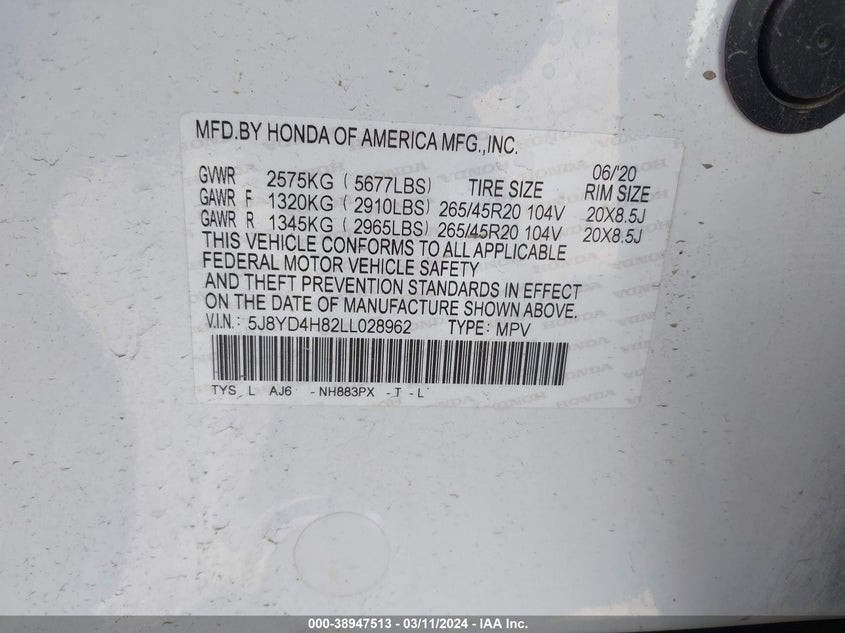 MFD.BY HONDA OF AMERICA MFG.,INC.
06/'20
GVWR 2575KG ( 5677LBS) TIRE SIZE RIM SIZE
GAWR F 1320KG ( 2910LBS) 265/45R20 104V 20X8.5J
GAWR R 1345KG ( 2965LBS) 265/45R20 104V 20X8.5J
THIS VEHICLE CONFORMS TO ALL APPLICABLE
FEDERAL MOTOR VEHICLE SAFETY
AND THEFT PREVENTION STANDARDS IN EFFECT
ON THE DATE OF MANUFACTURE SHOWN ABOVE.
V.I.N.: 5J8YD4H82LL028962 TYPE: MPV
TYS L AJ6 - NH883PX - T - L
000-38947513 - 03/11/2024 - IAA Inc.